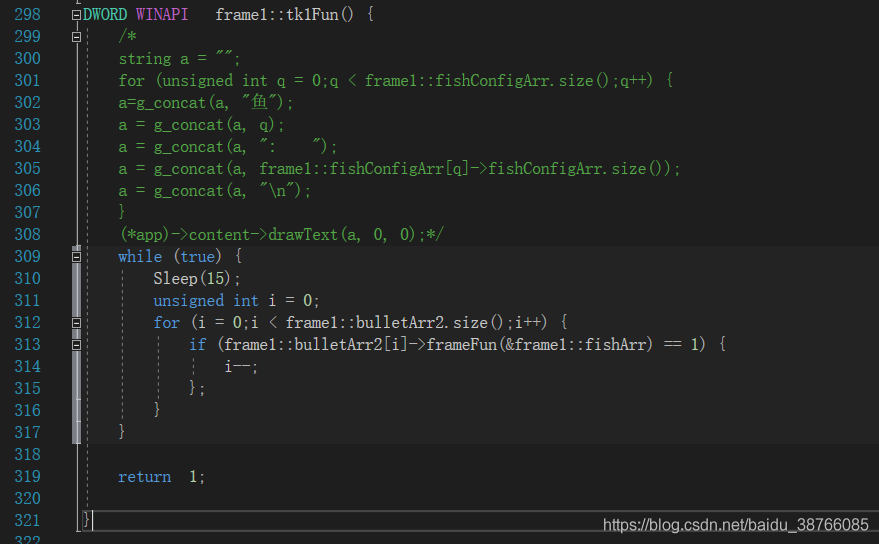 298 DWORD WINAPI   frame1::tk1Fun() {
299     /*
300     string a = "";
301     for (unsigned int q = 0;q < frame1::fishConfigArr.size();q++) {
302     a=g_concat(a, "鱼");
303     a = g_concat(a, q);
304     a = g_concat(a, ":    ");
305     a = g_concat(a, frame1::fishConfigArr[q]->fishConfigArr.size());
306     a = g_concat(a, "\n");
307     }
308     (*app)->content->drawText(a, 0, 0);*/
309     while (true) {
310         Sleep(15);
311         unsigned int i = 0;
312         for (i = 0;i < frame1::bulletArr2.size();i++) {
313             if (frame1::bulletArr2[i]->frameFun(&frame1::fishArr) == 1) {
314                 i--;
315             };
316         }
317     }
318
319     return  1;
320
321 }
https://blog.csdn.net/baidu_38766085
322